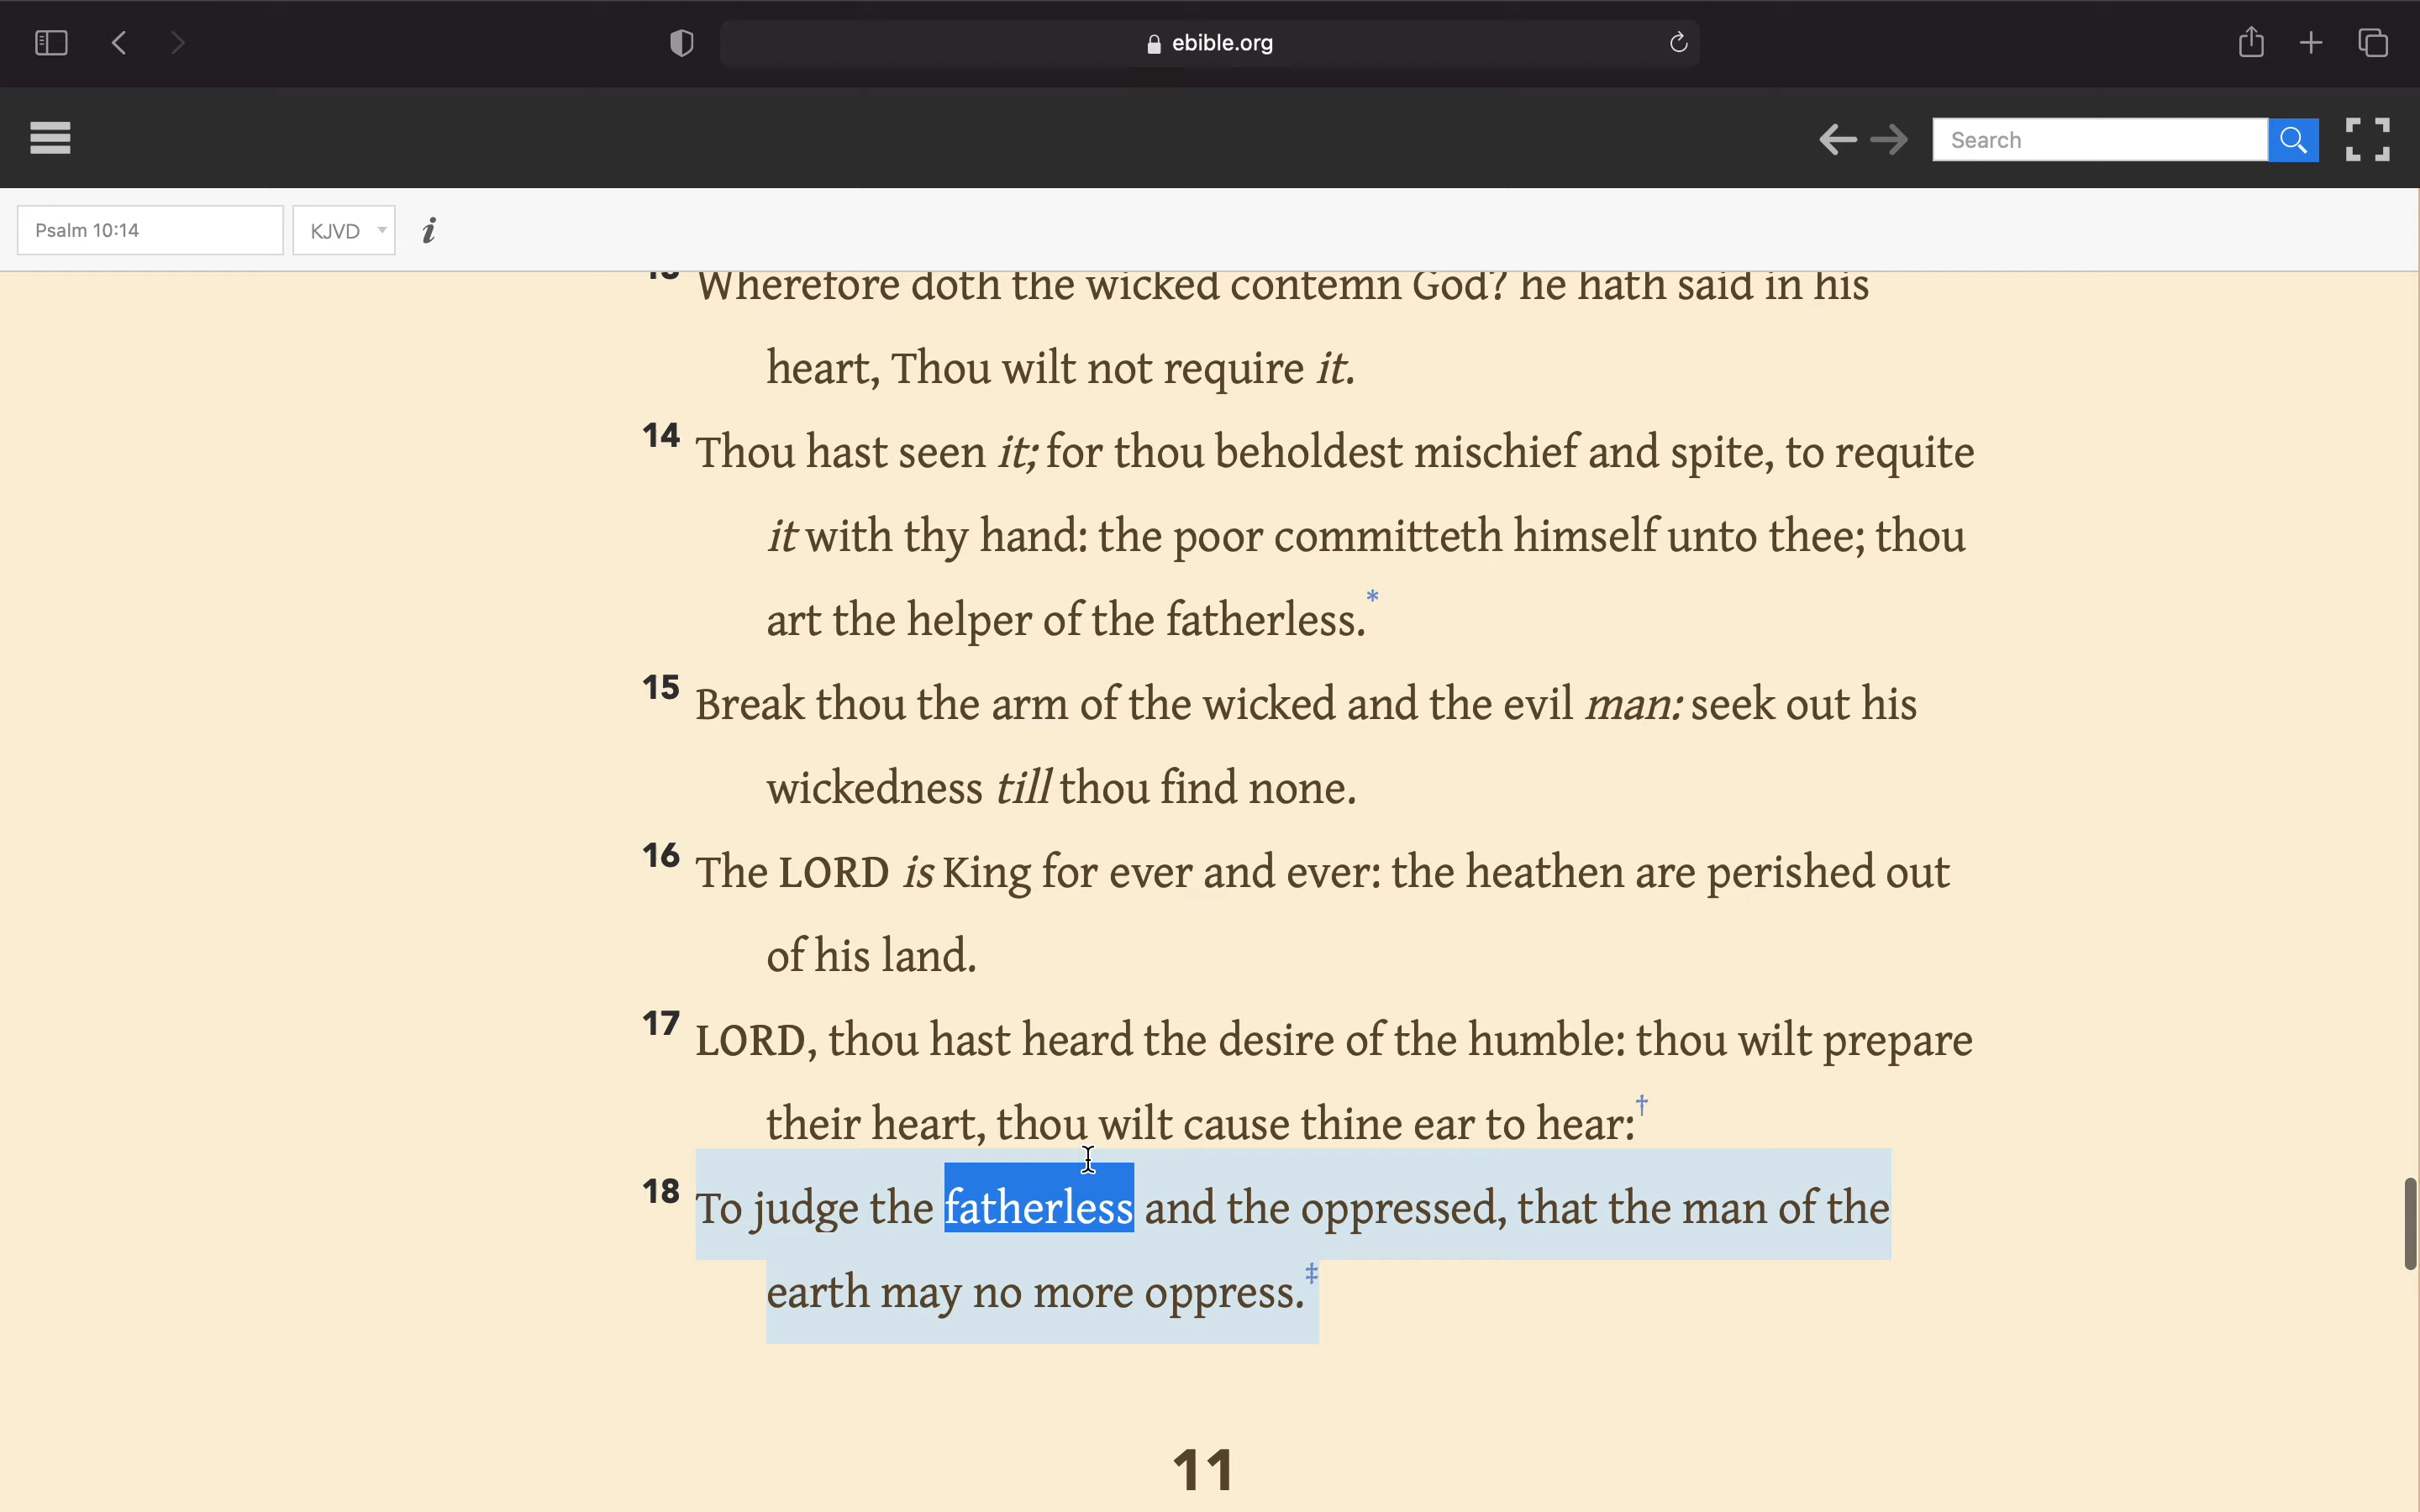 ebible.org
Search
Psalm 10:14
KJVD
i
13 Wherefore doth the wicked contemn God? he hath said in his
heart, Thou wilt not require it.
14 Thou hast seen it; for thou beholdest mischief and spite, to requite
it with thy hand: the poor committeth himself unto thee; thou
art the helper of the fatherless.*
15 Break thou the arm of the wicked and the evil man: seek out his
wickedness till thou find none.
16 The LORD is King for ever and ever: the heathen are perished out
of his land.
17 LORD, thou hast heard the desire of the humble: thou wilt prepare
their heart, thou wilt cause thine ear to hear:†
18 To judge the fatherless and the oppressed, that the man of the
earth may no more oppress.‡
11